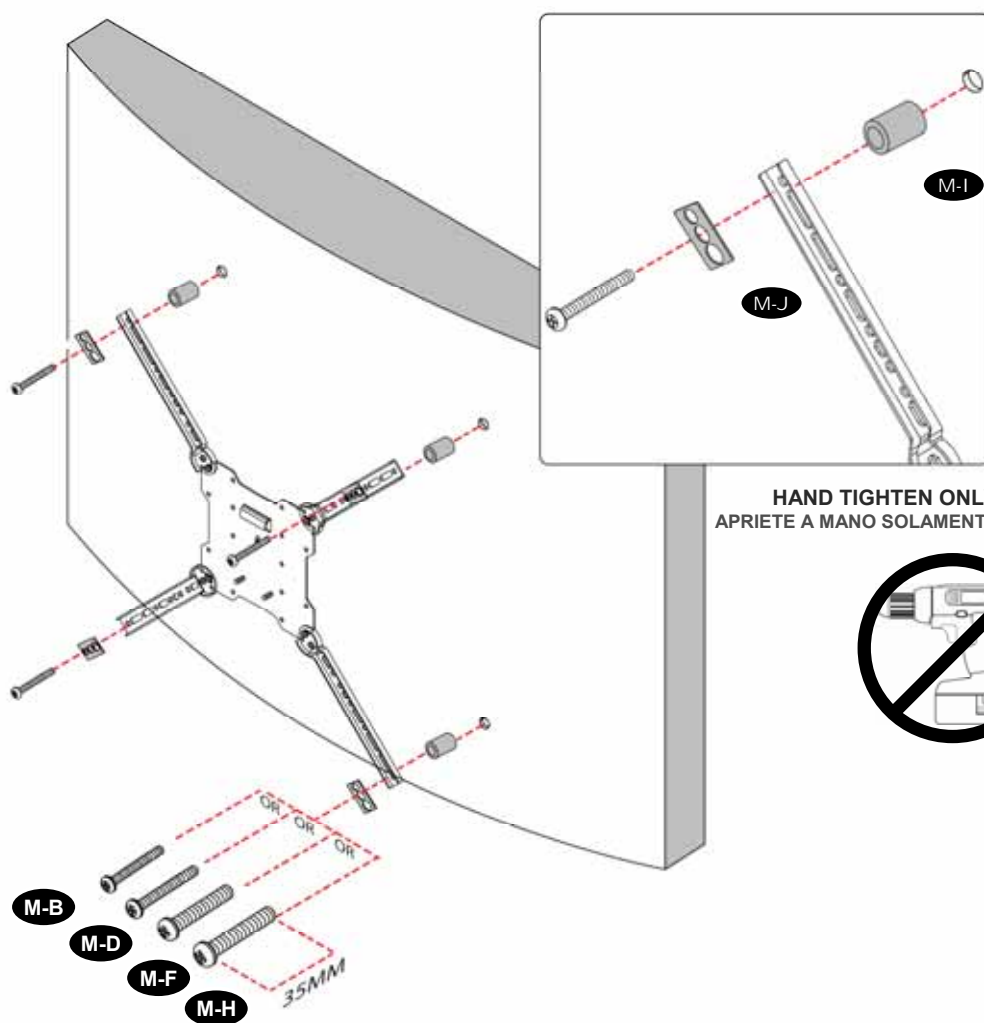 M-I
M-J
HAND TIGHTEN ONL
APRIETE A MANO SOLAMENT
OR
OR
OR
M-B
M-D
M-F
M-H
35MM